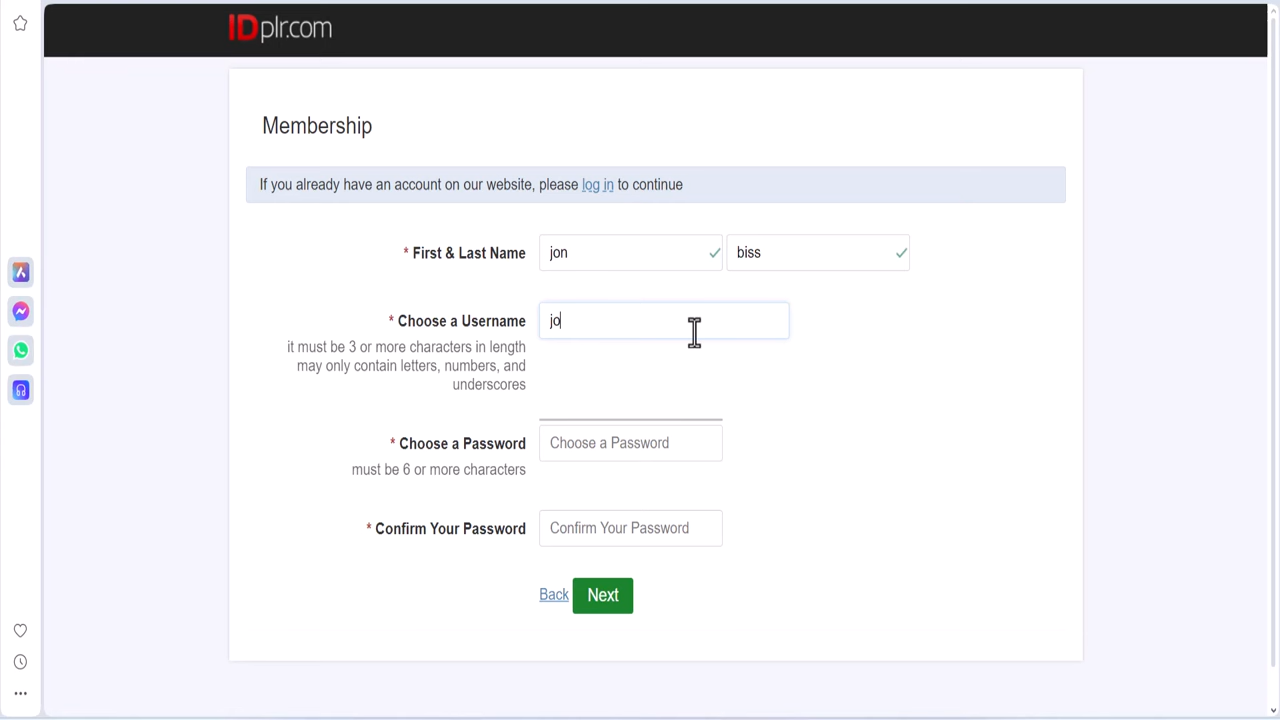 IDplr.com
Membership
If you already have an account on our website, please log in to continue
* First & Last Name jon biss
* Choose a Username jo
it must be 3 or more characters in length
may only contain letters, numbers, and
underscores
* Choose a Password Choose a Password
must be 6 or more characters
* Confirm Your Password Confirm Your Password
Back Next